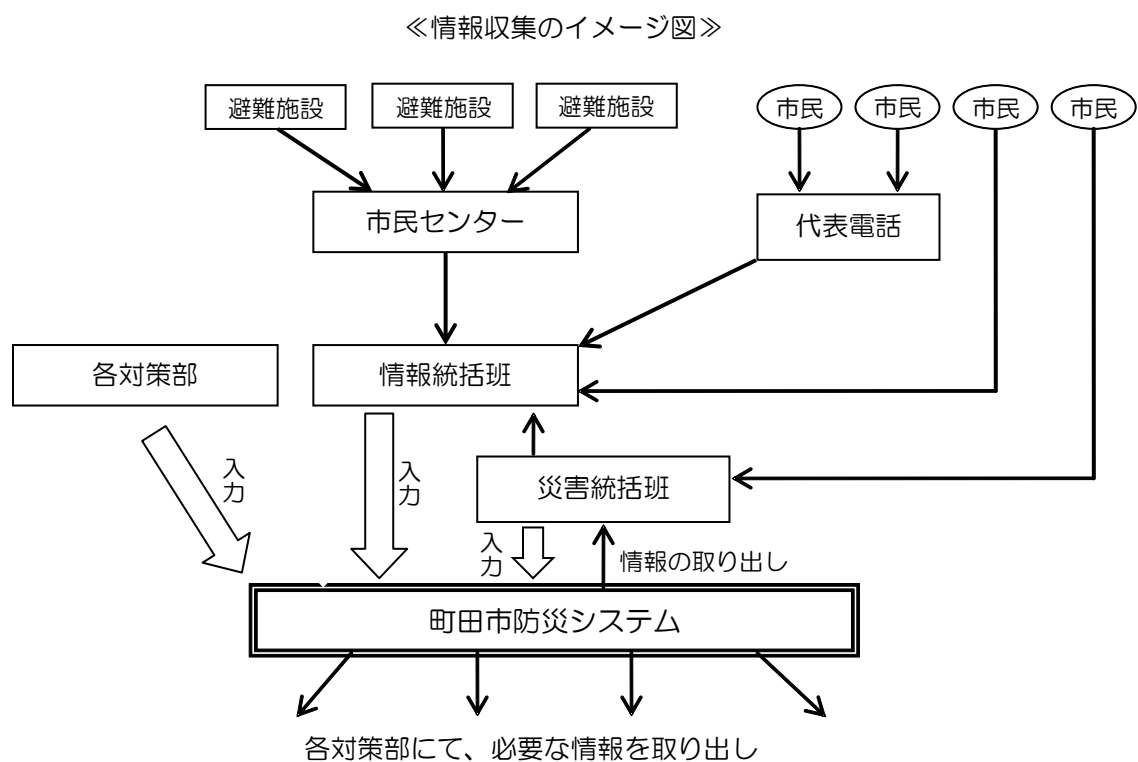 ≪情報収集のイメージ図≫
避難施設
避難施設
避難施設
市民
市民
市民
市民
市民センター
代表電話
各対策部
情報統括班
入力
入力
災害統括班
入力
情報の取り出し
町田市防災システム
各対策部にて、必要な情報を取り出し